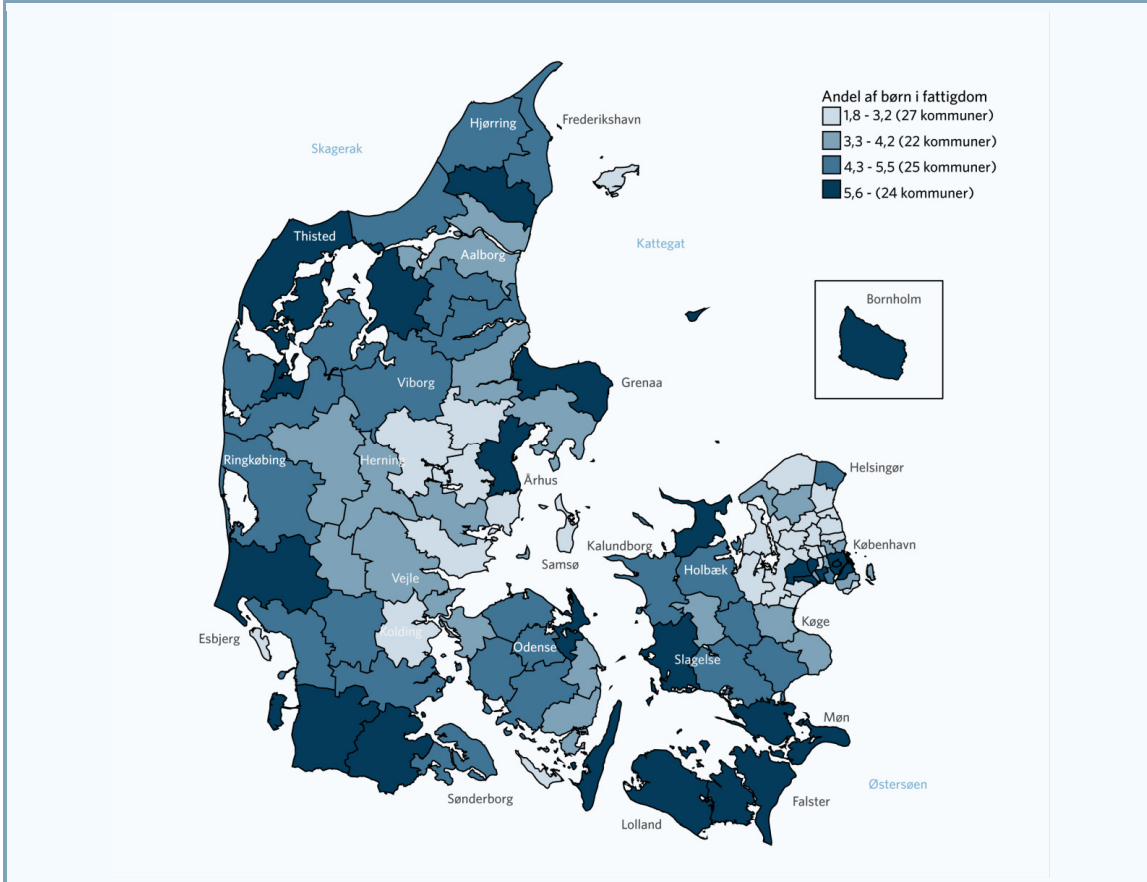 Andel af børn i fattigdom
1,8 - 3,2 (27 kommuner)
3,3 - 4,2 (22 kommuner)
4,3 - 5,5 (25 kommuner)
5,6 - (24 kommuner)
Hjørring
Frederikshavn
Skagerak
Thisted
Kattegat
Aalborg
Bornholm
Viborg
Grenaa
Ringkøbing
Herning
Århus
Helsingør
Kalundborg
København
Samsø
Holbæk
Vejle
Esbjerg
Kolding
Odense
Køge
Slagelse
Møn
Østersøen
Sønderborg
Falster
Lolland